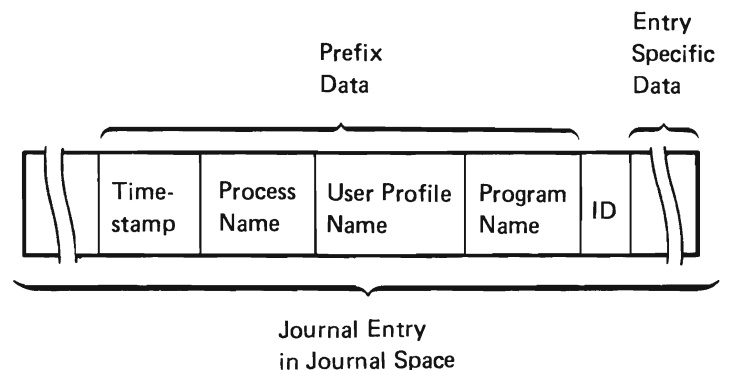 Prefix
Data
Entry
Specific
Data
Time-
stamp
Process
Name
User Profile
Name
Program
Name
ID
Journal Entry
in Journal Space